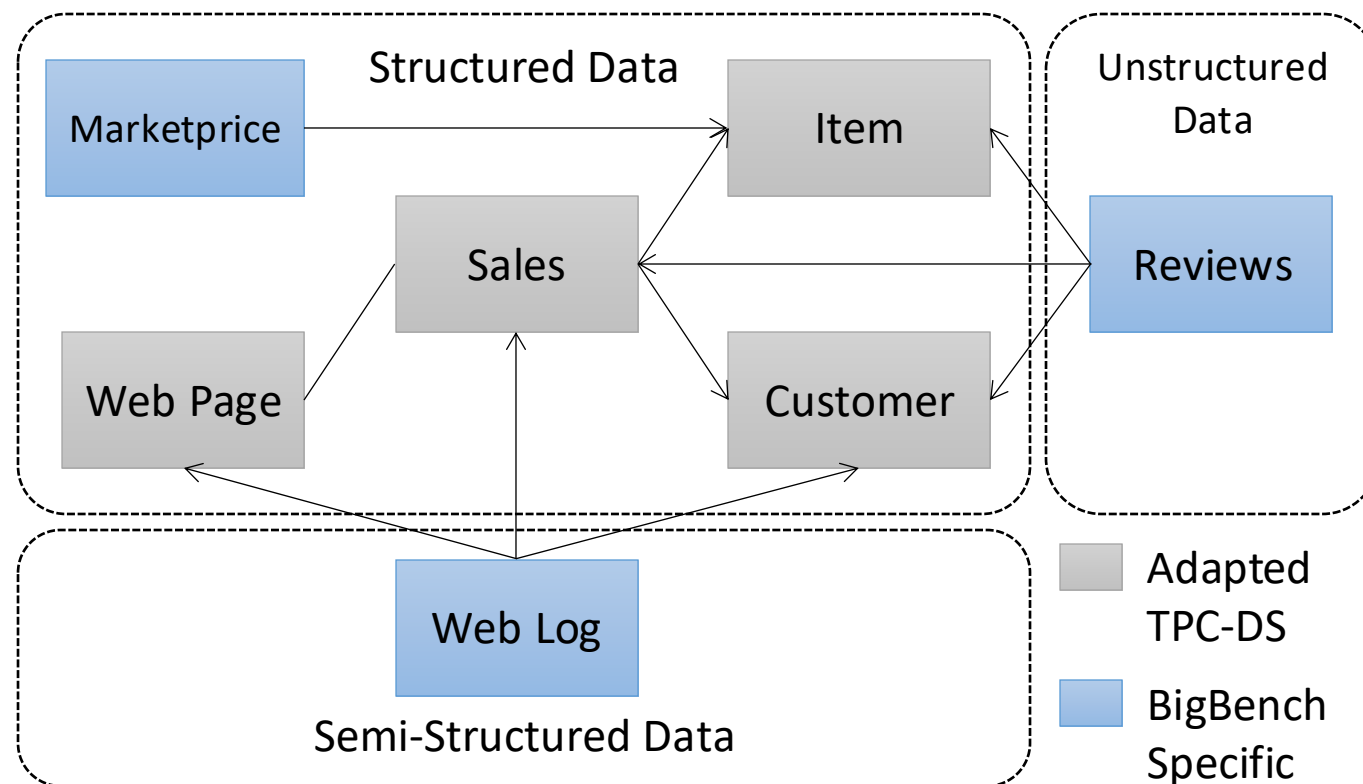 Structured Data
Unstructured
Data
Marketprice
Item
Sales
Reviews
Web Page
Customer
Web Log
Semi-Structured Data
Adapted
TPC-DS
BigBench
Specific